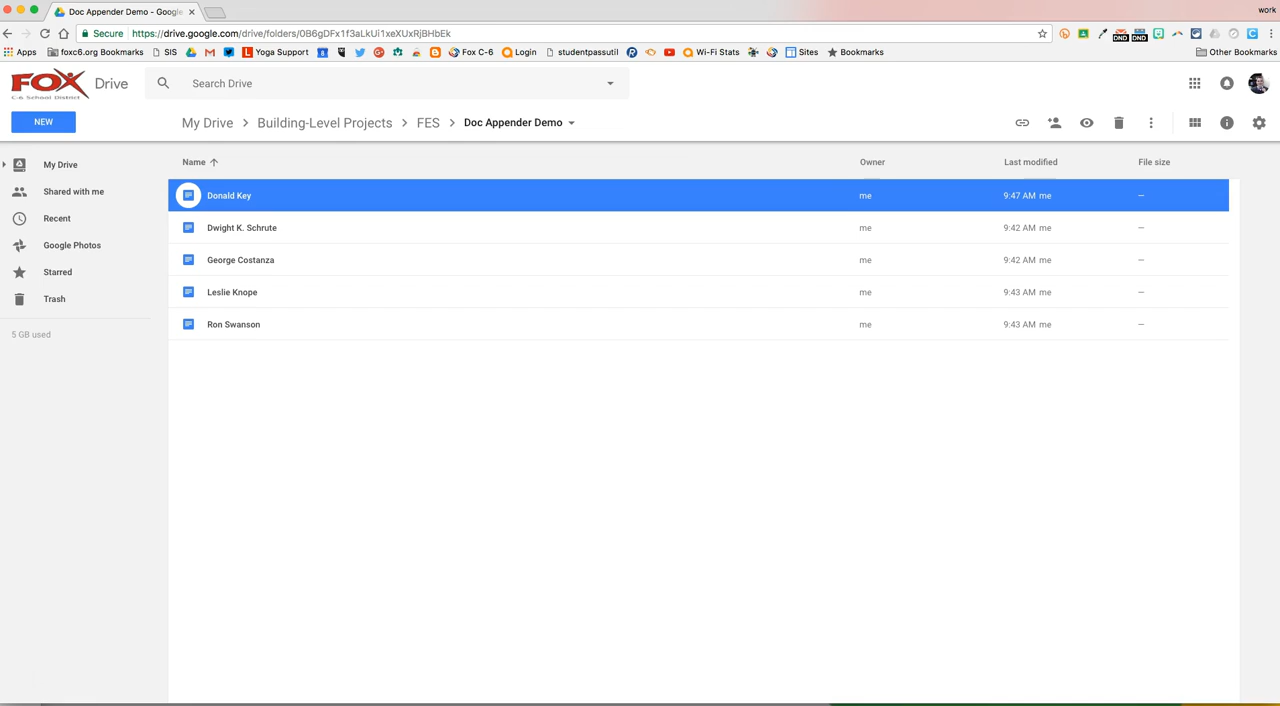 Doc Appender Demo - Google
work
Secure https://drive.google.com/drive/folders/0B6gDFx1f3aLkUi1xeXUxRjBHbEk
DND DND
Apps foxc6.org Bookmarks SIS Yoga Support 8 Fox C-6 Login studentpassutil Wi-Fi Stats Sites Bookmarks Other Bookmarks
FOX
C-6 School District
Drive
Search Drive
NEW
My Drive > Building-Level Projects > FES > Doc Appender Demo
My Drive
Shared with me
Recent
Google Photos
Starred
Trash
5 GB used
Name Owner Last modified File size
Donald Key me 9:47 AM me –
Dwight K. Schrute me 9:42 AM me –
George Costanza me 9:42 AM me –
Leslie Knope me 9:43 AM me –
Ron Swanson me 9:43 AM me –